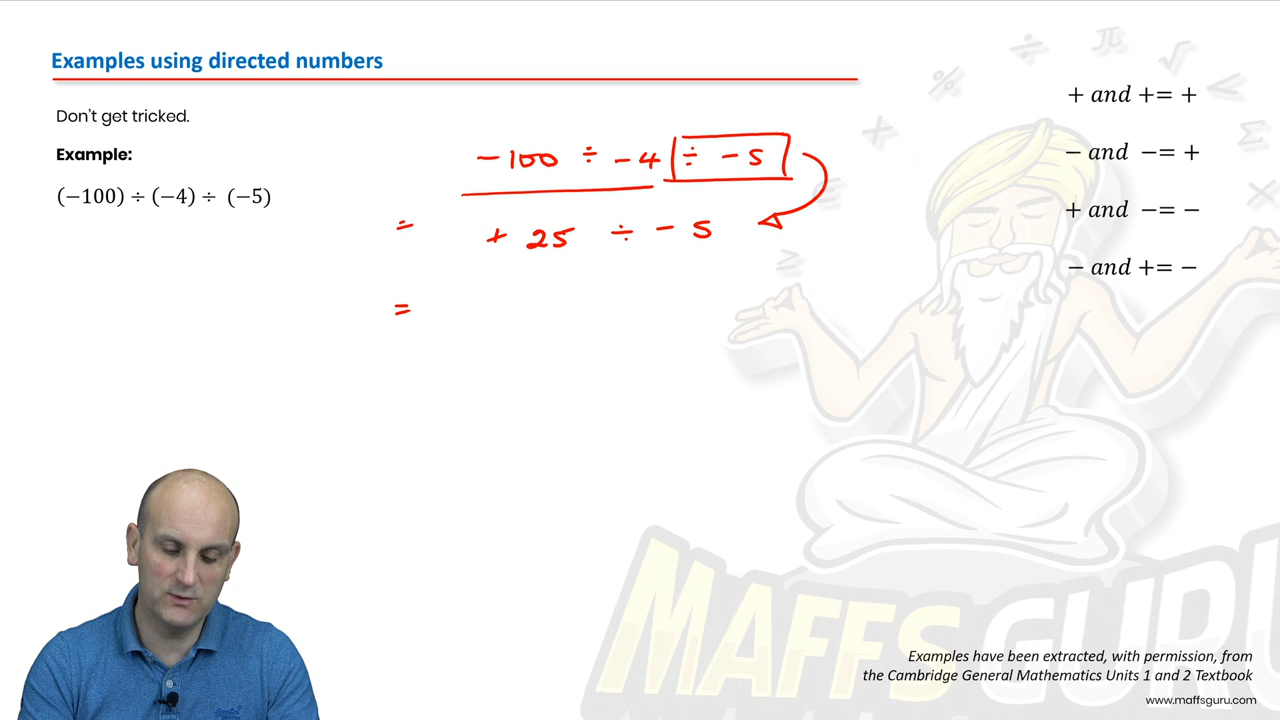 Examples using directed numbers
Don't get tricked.
Example:
(−100) ÷ (−4) ÷ (−5)
−100 ÷ −4 ÷ −5
= +25 ÷ −5
=
+ and += +
− and −= +
+ and −= −
− and += −
MAFFS GURU
Examples have been extracted, with permission, from
the Cambridge General Mathematics Units 1 and 2 Textbook
www.maffsguru.com